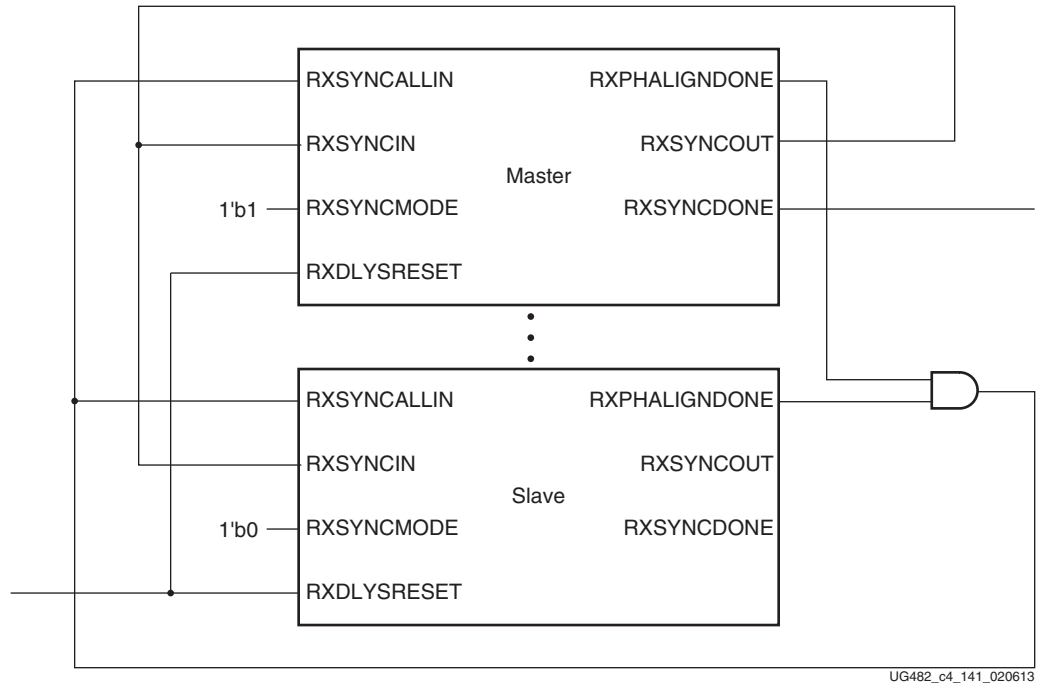 RXSYNCALLIN RXPHALIGNDONE
RXSYNCIN RXSYNCOUT
Master
1'b1 RXSYNCMODE RXSYNCDONE
RXDLYSRESET
RXSYNCALLIN RXPHALIGNDONE
RXSYNCIN RXSYNCOUT
Slave
1'b0 RXSYNCMODE RXSYNCDONE
RXDLYSRESET
UG482_c4_141_020613